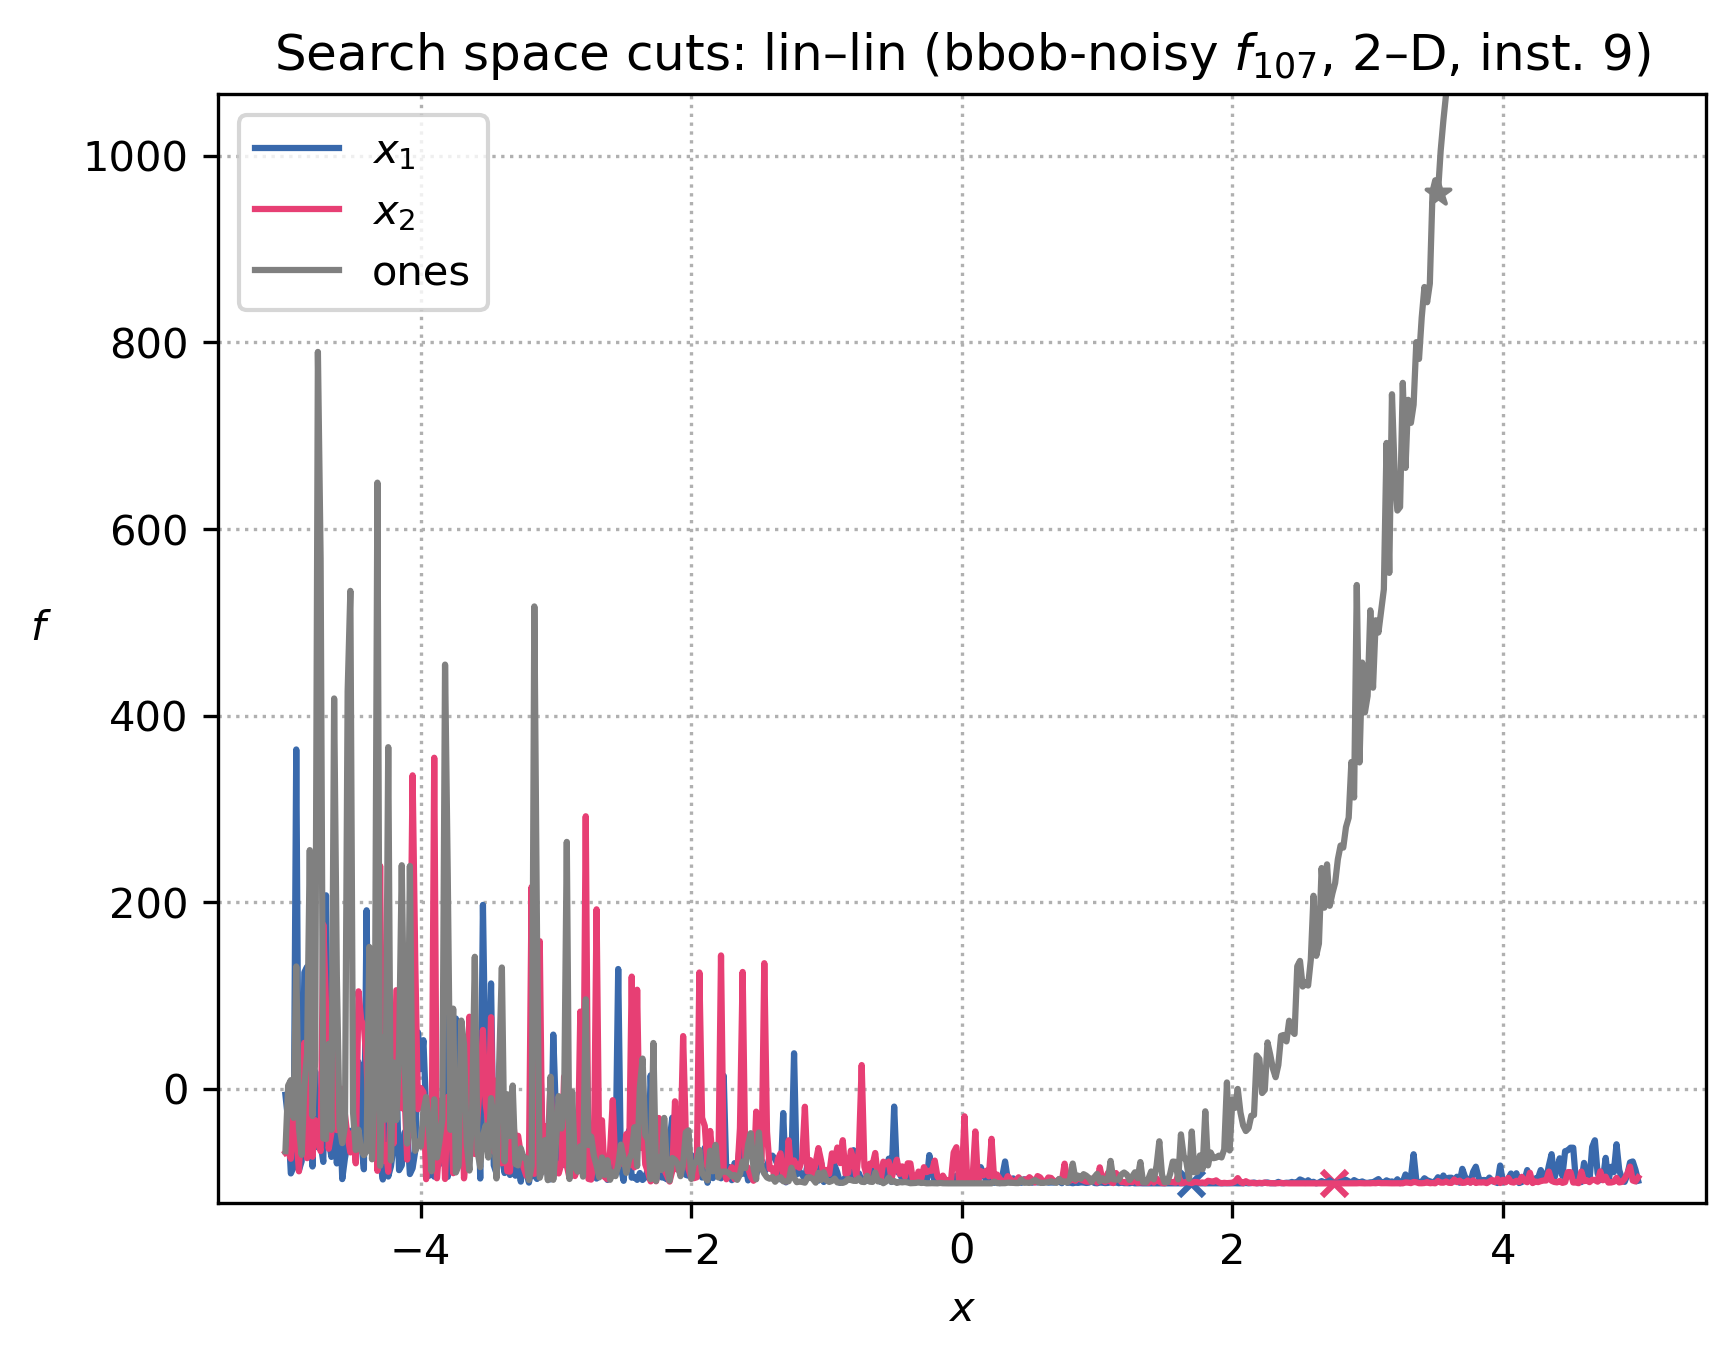 Search space cuts: lin–lin (bbob-noisy f107, 2–D, inst. 9)
x1
x2
ones
1000
800
600
400
200
0
f
−4
−2
0
2
4
x